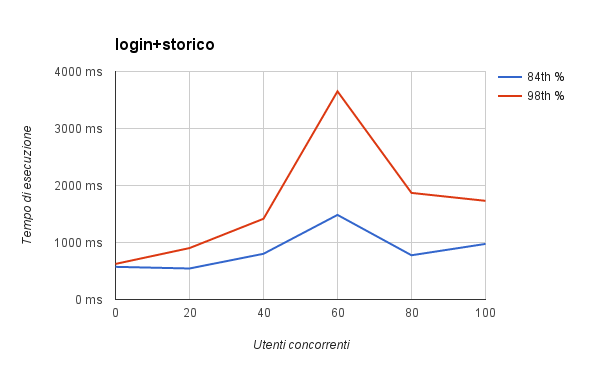 login+storico
4000 ms
3000 ms
2000 ms
1000 ms
0 ms
Tempo di esecuzione
0 20 40 60 80 100
Utenti concorrenti
84th %
98th %